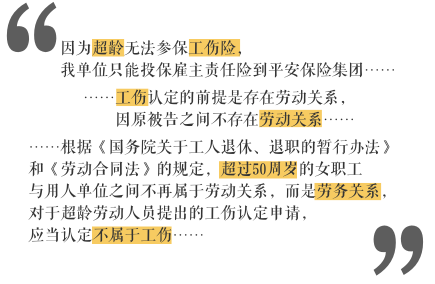 “
因为超龄无法参保工伤险，
我单位只能投保雇主责任险到平安保险集团……
……工伤认定的前提是存在劳动关系，
因原被告之间不存在劳动关系……
……根据《国务院关于工人退休、退职的暂行办法》
和《劳动合同法》的规定，超过50周岁的女职工
与用人单位之间不再属于劳动关系，而是劳务关系，
对于超龄劳动人员提出的工伤认定申请，
应当认定不属于工伤……
”